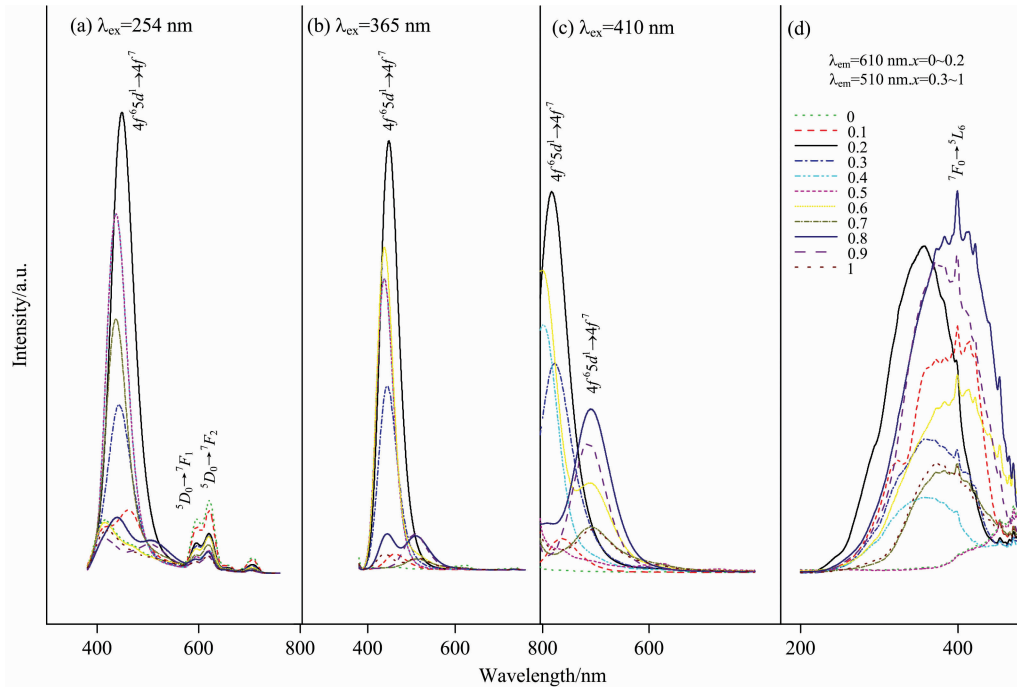 (a) λex=254 nm
4f⁶5d¹→4f⁷
⁵D₀→⁷F₁
⁵D₀→⁷F₂
(b) λex=365 nm
4f⁶5d¹→4f⁷
(c) λex=410 nm
4f⁶5d¹→4f⁷
4f⁶5d¹→4f⁷
(d)
λem=610 nm.x=0~0.2
λem=510 nm.x=0.3~1
0
0.1
0.2
0.3
0.4
0.5
0.6
0.7
0.8
0.9
1
⁷F₀→⁵L₆
Intensity/a.u.
400 600 800 400 600 800 600 200 400
Wavelength/nm